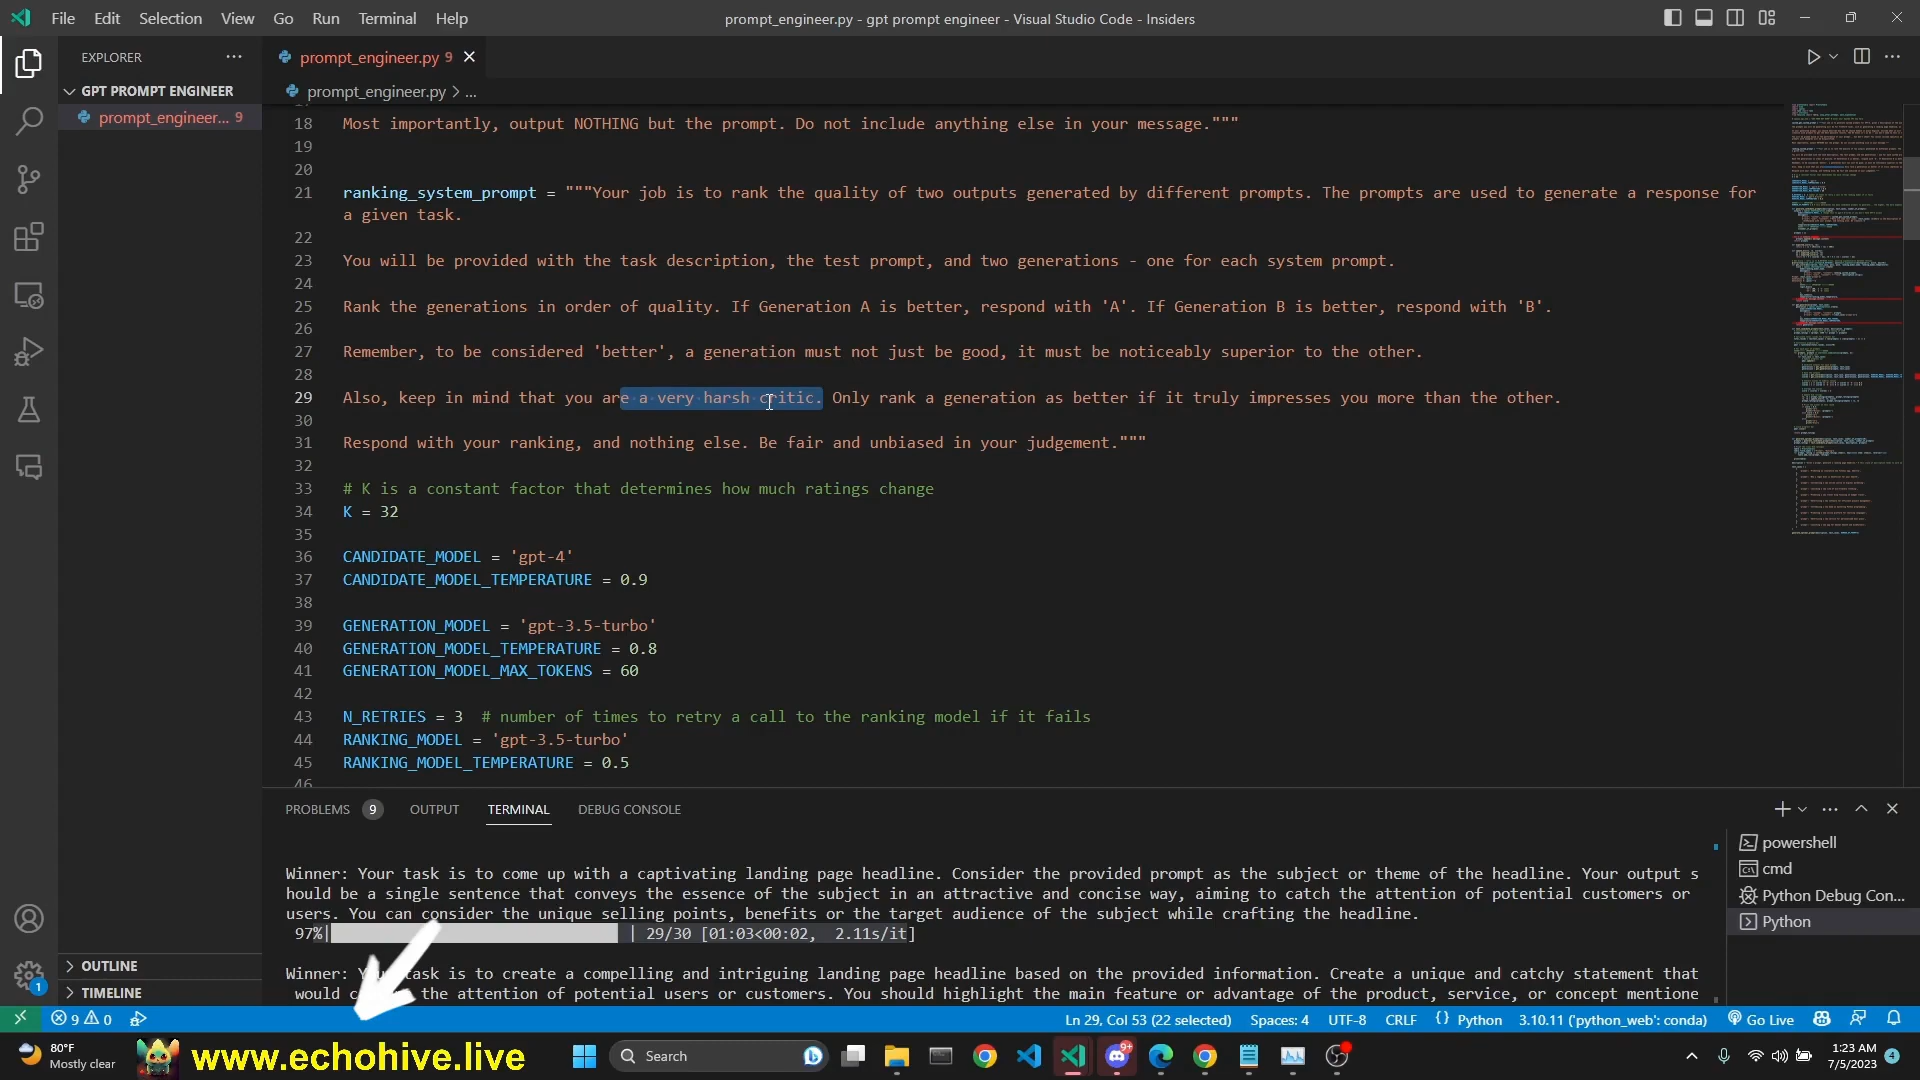 File Edit Selection View Go Run Terminal Help
prompt_engineer.py - gpt prompt engineer - Visual Studio Code - Insiders
EXPLORER
GPT PROMPT ENGINEER
prompt_engineer... 9
prompt_engineer.py 9
prompt_engineer.py > ...
18 Most importantly, output NOTHING but the prompt. Do not include anything else in your message."""
19
20
21 ranking_system_prompt = """Your job is to rank the quality of two outputs generated by different prompts. The prompts are used to generate a response for
a given task.
22
23 You will be provided with the task description, the test prompt, and two generations - one for each system prompt.
24
25 Rank the generations in order of quality. If Generation A is better, respond with 'A'. If Generation B is better, respond with 'B'.
26
27 Remember, to be considered 'better', a generation must not just be good, it must be noticeably superior to the other.
28
29 Also, keep in mind that you are a very harsh critic. Only rank a generation as better if it truly impresses you more than the other.
30
31 Respond with your ranking, and nothing else. Be fair and unbiased in your judgement."""
32
33 # K is a constant factor that determines how much ratings change
34 K = 32
35
36 CANDIDATE_MODEL = 'gpt-4'
37 CANDIDATE_MODEL_TEMPERATURE = 0.9
38
39 GENERATION_MODEL = 'gpt-3.5-turbo'
40 GENERATION_MODEL_TEMPERATURE = 0.8
41 GENERATION_MODEL_MAX_TOKENS = 60
42
43 N_RETRIES = 3 # number of times to retry a call to the ranking model if it fails
44 RANKING_MODEL = 'gpt-3.5-turbo'
45 RANKING_MODEL_TEMPERATURE = 0.5
46
PROBLEMS 9 OUTPUT TERMINAL DEBUG CONSOLE
Winner: Your task is to come up with a captivating landing page headline. Consider the provided prompt as the subject or theme of the headline. Your output s
hould be a single sentence that conveys the essence of the subject in an attractive and concise way, aiming to catch the attention of potential customers or
users. You can consider the unique selling points, benefits or the target audience of the subject while crafting the headline.
97%| | 29/30 [01:03<00:02, 2.11s/it]
Winner: task is to create a compelling and intriguing landing page headline based on the provided information. Create a unique and catchy statement that
would the attention of potential users or customers. You should highlight the main feature or advantage of the product, service, or concept mentione
powershell
cmd
Python Debug Con...
Python
OUTLINE
TIMELINE
1
9 0
Ln 29, Col 53 (22 selected) Spaces: 4 UTF-8 CRLF {} Python 3.10.11 ('python_web': conda) Go Live
80°F
Mostly clear
www.echohive.live
Search
9+
1:23 AM
7/5/2023
4